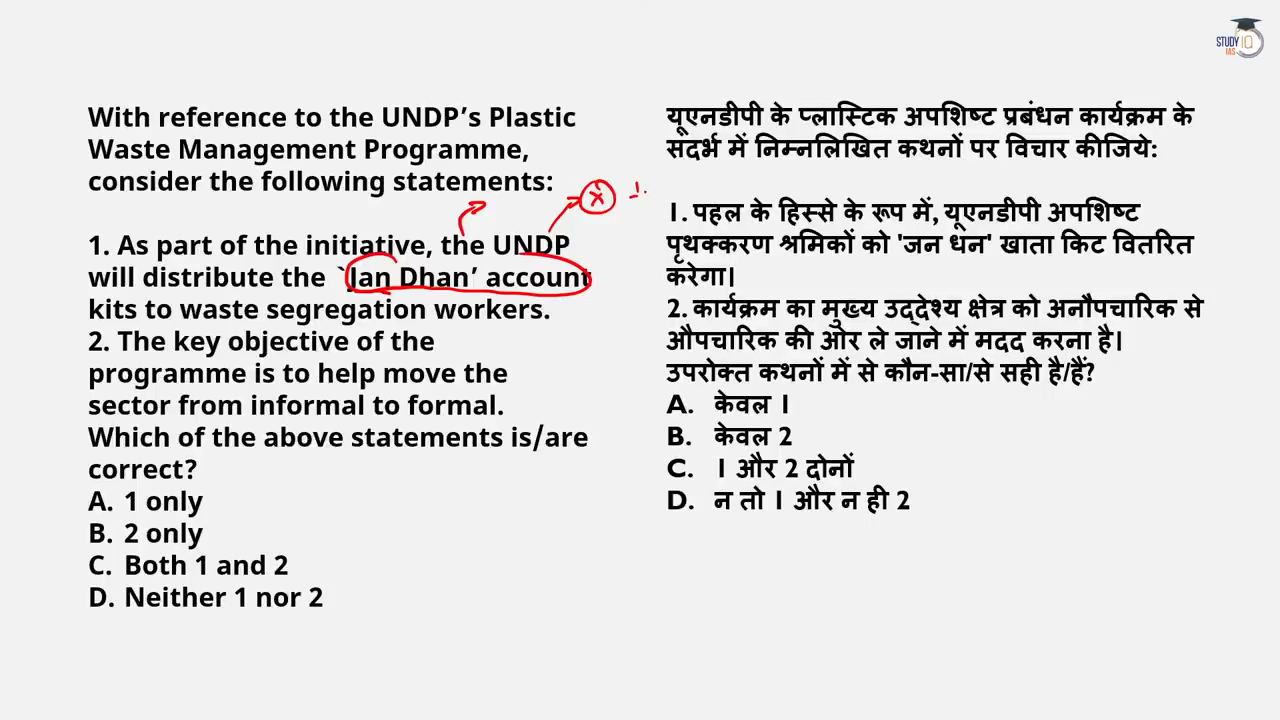 STUDY IQ
IAS
With reference to the UNDP’s Plastic
Waste Management Programme,
consider the following statements:
1. As part of the initiative, the UNDP
will distribute the `Jan Dhan’ account
kits to waste segregation workers.
2. The key objective of the
programme is to help move the
sector from informal to formal.
Which of the above statements is/are
correct?
A. 1 only
B. 2 only
C. Both 1 and 2
D. Neither 1 nor 2
यूएनडीपी के प्लास्टिक अपशिष्ट प्रबंधन कार्यक्रम के
संदर्भ में निम्नलिखित कथनों पर विचार कीजिये:
1. पहल के हिस्से के रूप में, यूएनडीपी अपशिष्ट
पृथक्करण श्रमिकों को 'जन धन' खाता किट वितरित
करेगा।
2. कार्यक्रम का मुख्य उद्देश्य क्षेत्र को अनौपचारिक से
औपचारिक की ओर ले जाने में मदद करना है।
उपरोक्त कथनों में से कौन-सा/से सही है/हैं?
A. केवल 1
B. केवल 2
C. 1 और 2 दोनों
D. न तो 1 और न ही 2